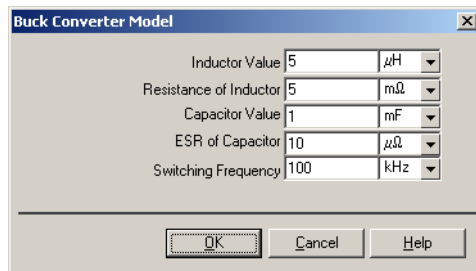 Buck Converter Model
Inductor Value 5 µH
Resistance of Inductor 5 mΩ
Capacitor Value 1 mF
ESR of Capacitor 10 µΩ
Switching Frequency 100 kHz
OK Cancel Help